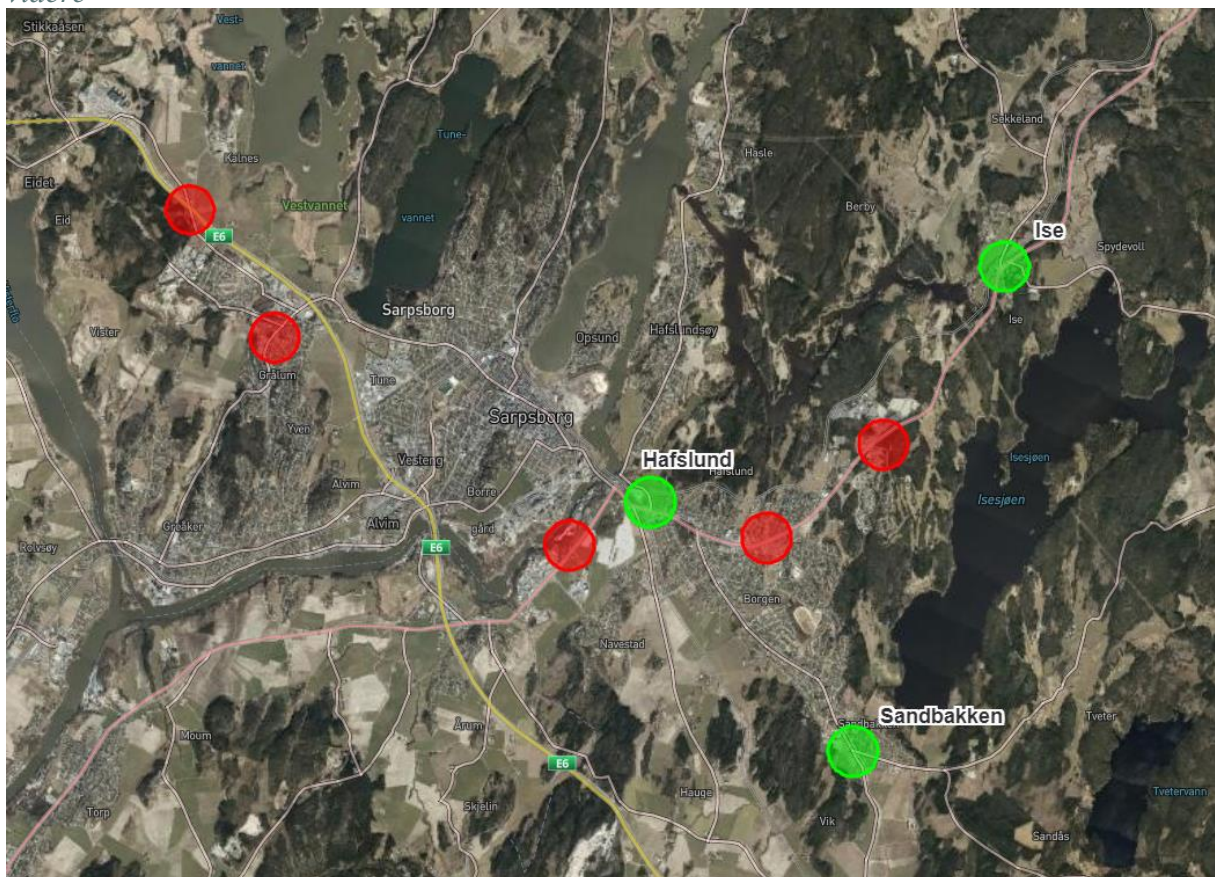 Stikkaåsen
Vest-
vannet
Tune-
vannet
Kalnes
Eidet
Eid
Vestvannet
E6
Hasle
Sekkeland
Berby
Ise
Spydevoll
Ise
Sarpsborg
Opsund
Hafslundsøy
Vister
Grålum
Tune
Yven
Sarpsborg
Vesteng
Isesjøen
Isesjøen
Hafslund
Hafslund
Alvim
Borre
Alvim
gård
Greåker
Rolvsøy
E6
Borgen
Navestad
Sandbakken
Tveter
Årum
Moum
E6
Hauge
Tvetervann
Skjelin
Torp
Vik
Sandås